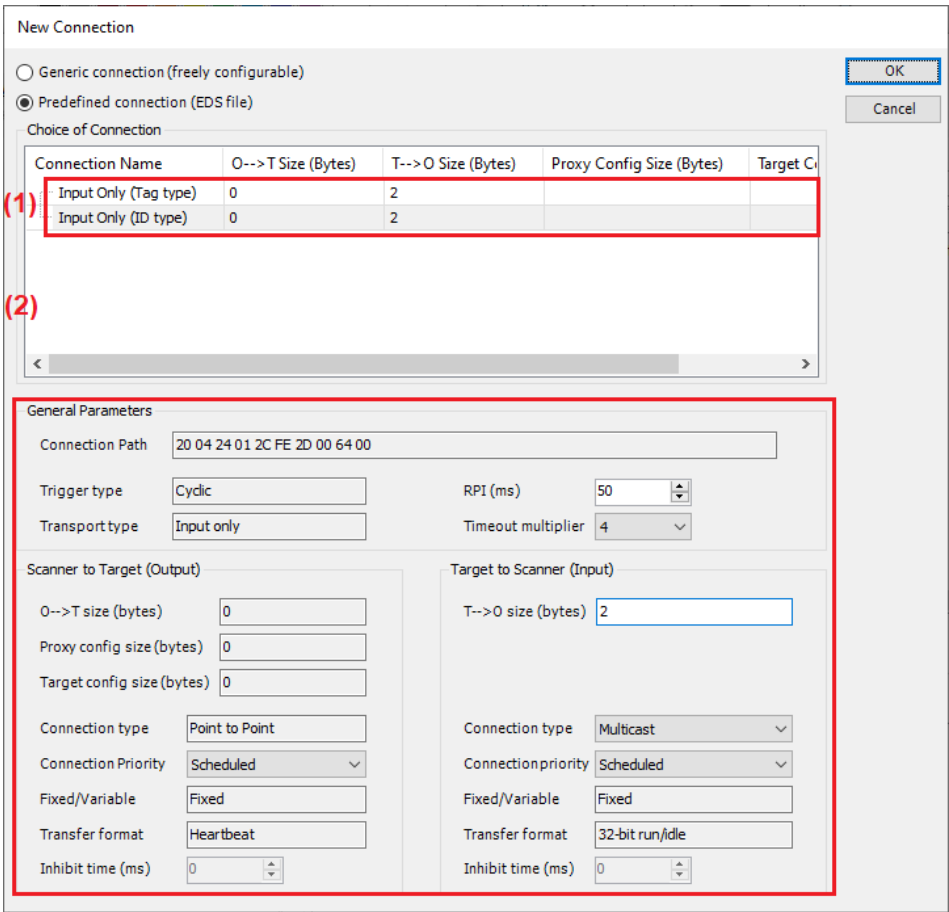 New Connection
Generic connection (freely configurable)
OK
Predefined connection (EDS file)
Cancel
Choice of Connection
Connection Name O-->T Size (Bytes) T-->O Size (Bytes) Proxy Config Size (Bytes) Target Co
(1)
Input Only (Tag type) 0 2
Input Only (ID type) 0 2
(2)
General Parameters
Connection Path 20 04 24 01 2C FE 2D 00 64 00
Trigger type Cyclic RPI (ms) 50
Transport type Input only Timeout multiplier 4
Scanner to Target (Output) Target to Scanner (Input)
O-->T size (bytes) 0 T-->O size (bytes) 2
Proxy config size (bytes) 0
Target config size (bytes) 0
Connection type Point to Point Connection type Multicast
Connection Priority Scheduled Connection priority Scheduled
Fixed/Variable Fixed Fixed/Variable Fixed
Transfer format Heartbeat Transfer format 32-bit run/idle
Inhibit time (ms) 0 Inhibit time (ms) 0